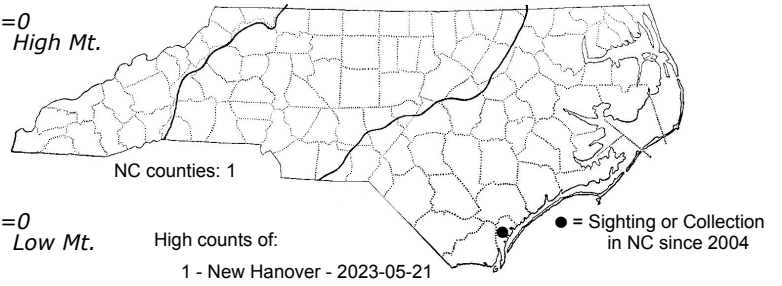 =0
High Mt.
NC counties: 1
=0
Low Mt.
High counts of:
1 - New Hanover - 2023-05-21
● = Sighting or Collection
in NC since 2004